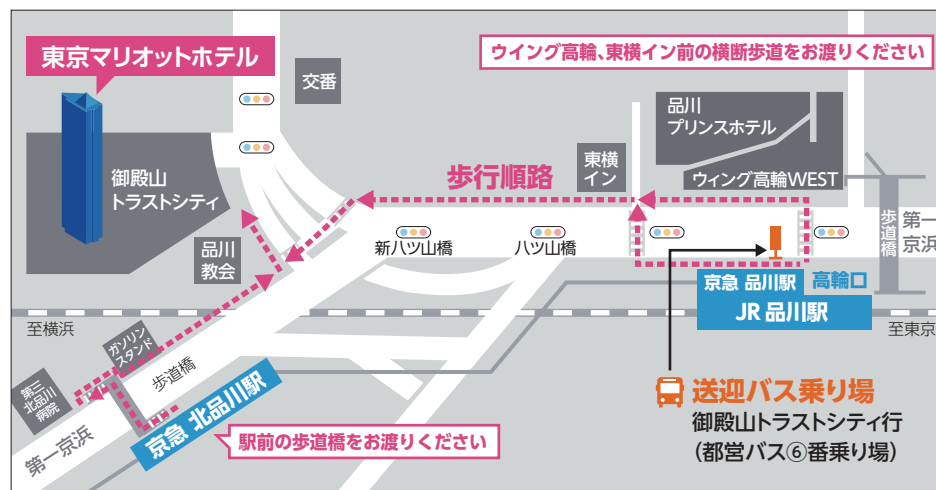 東京マリオットホテル
ウイング高輪、東横イン前の横断歩道をお渡りください
交番
品川
プリンスホテル
御殿山
トラストシティ
東横
イン
歩行順路
ウィング高輪WEST
歩道橋
第一
京浜
品川
教会
新八ツ山橋
八ツ山橋
京急 品川駅
高輪口
JR 品川駅
至横浜
至東京
ガソリン
スタンド
歩道橋
第三
北品川
病院
第一京浜
京急 北品川駅
駅前の歩道橋をお渡りください
送迎バス乗り場
御殿山トラストシティ行
(都営バス⑥番乗り場)